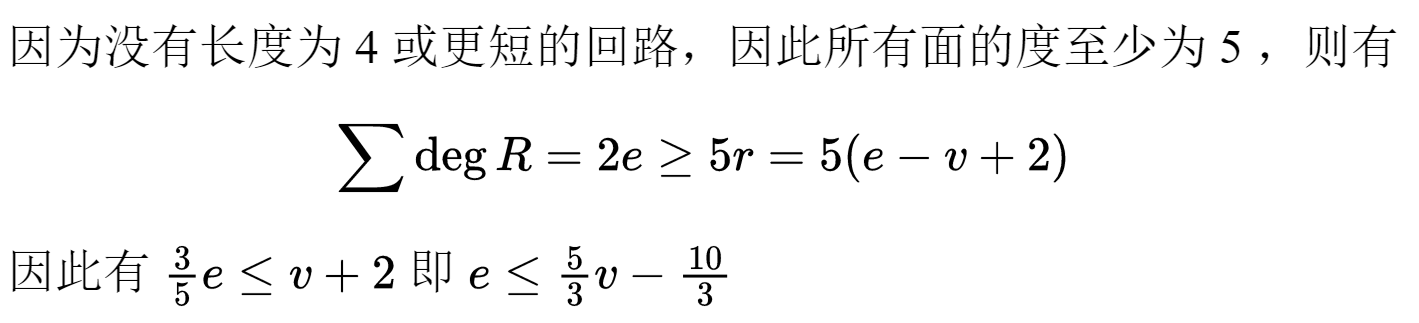 因为没有长度为 4 或更短的回路，因此所有面的度至少为 5 ，则有
∑ deg R = 2e ≥ 5r = 5(e − v + 2)
因此有 3/5 e ≤ v + 2 即 e ≤ 5/3 v − 10/3